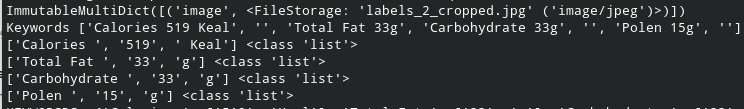 ImmutableMultiDict([('image', <FileStorage: 'labels_2_cropped.jpg' ('image/jpeg')>)])
Keywords ['Calories 519 Keal', '', 'Total Fat 33g', 'Carbohydrate 33g', '', 'Polen 15g', '']
['Calories ', '519', ' Keal'] <class 'list'>
['Total Fat ', '33', 'g'] <class 'list'>
['Carbohydrate ', '33', 'g'] <class 'list'>
['Polen ', '15', 'g'] <class 'list'>